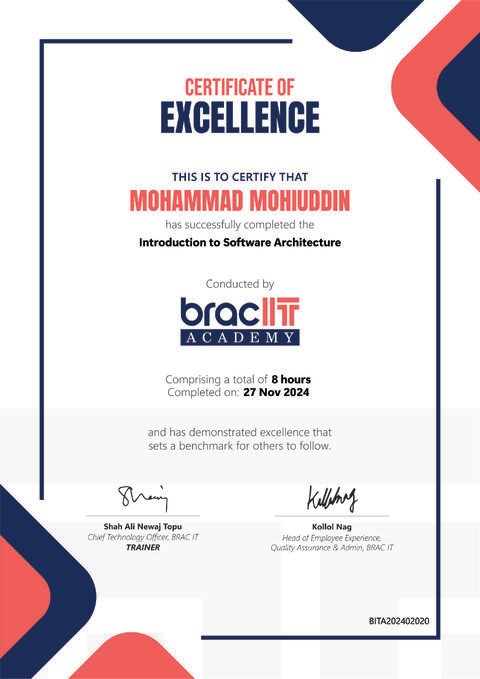 CERTIFICATE OF
EXCELLENCE
THIS IS TO CERTIFY THAT
MOHAMMAD MOHIUDDIN
has successfully completed the
Introduction to Software Architecture
Conducted by
bracIIT
ACADEMY
Comprising a total of 8 hours
Completed on: 27 Nov 2024
and has demonstrated excellence that
sets a benchmark for others to follow.
Shah Ali Newaj Topu
Chief Technology Officer, BRAC IT
TRAINER
Kollol Nag
Head of Employee Experience,
Quality Assurance & Admin, BRAC IT
BITA202402020